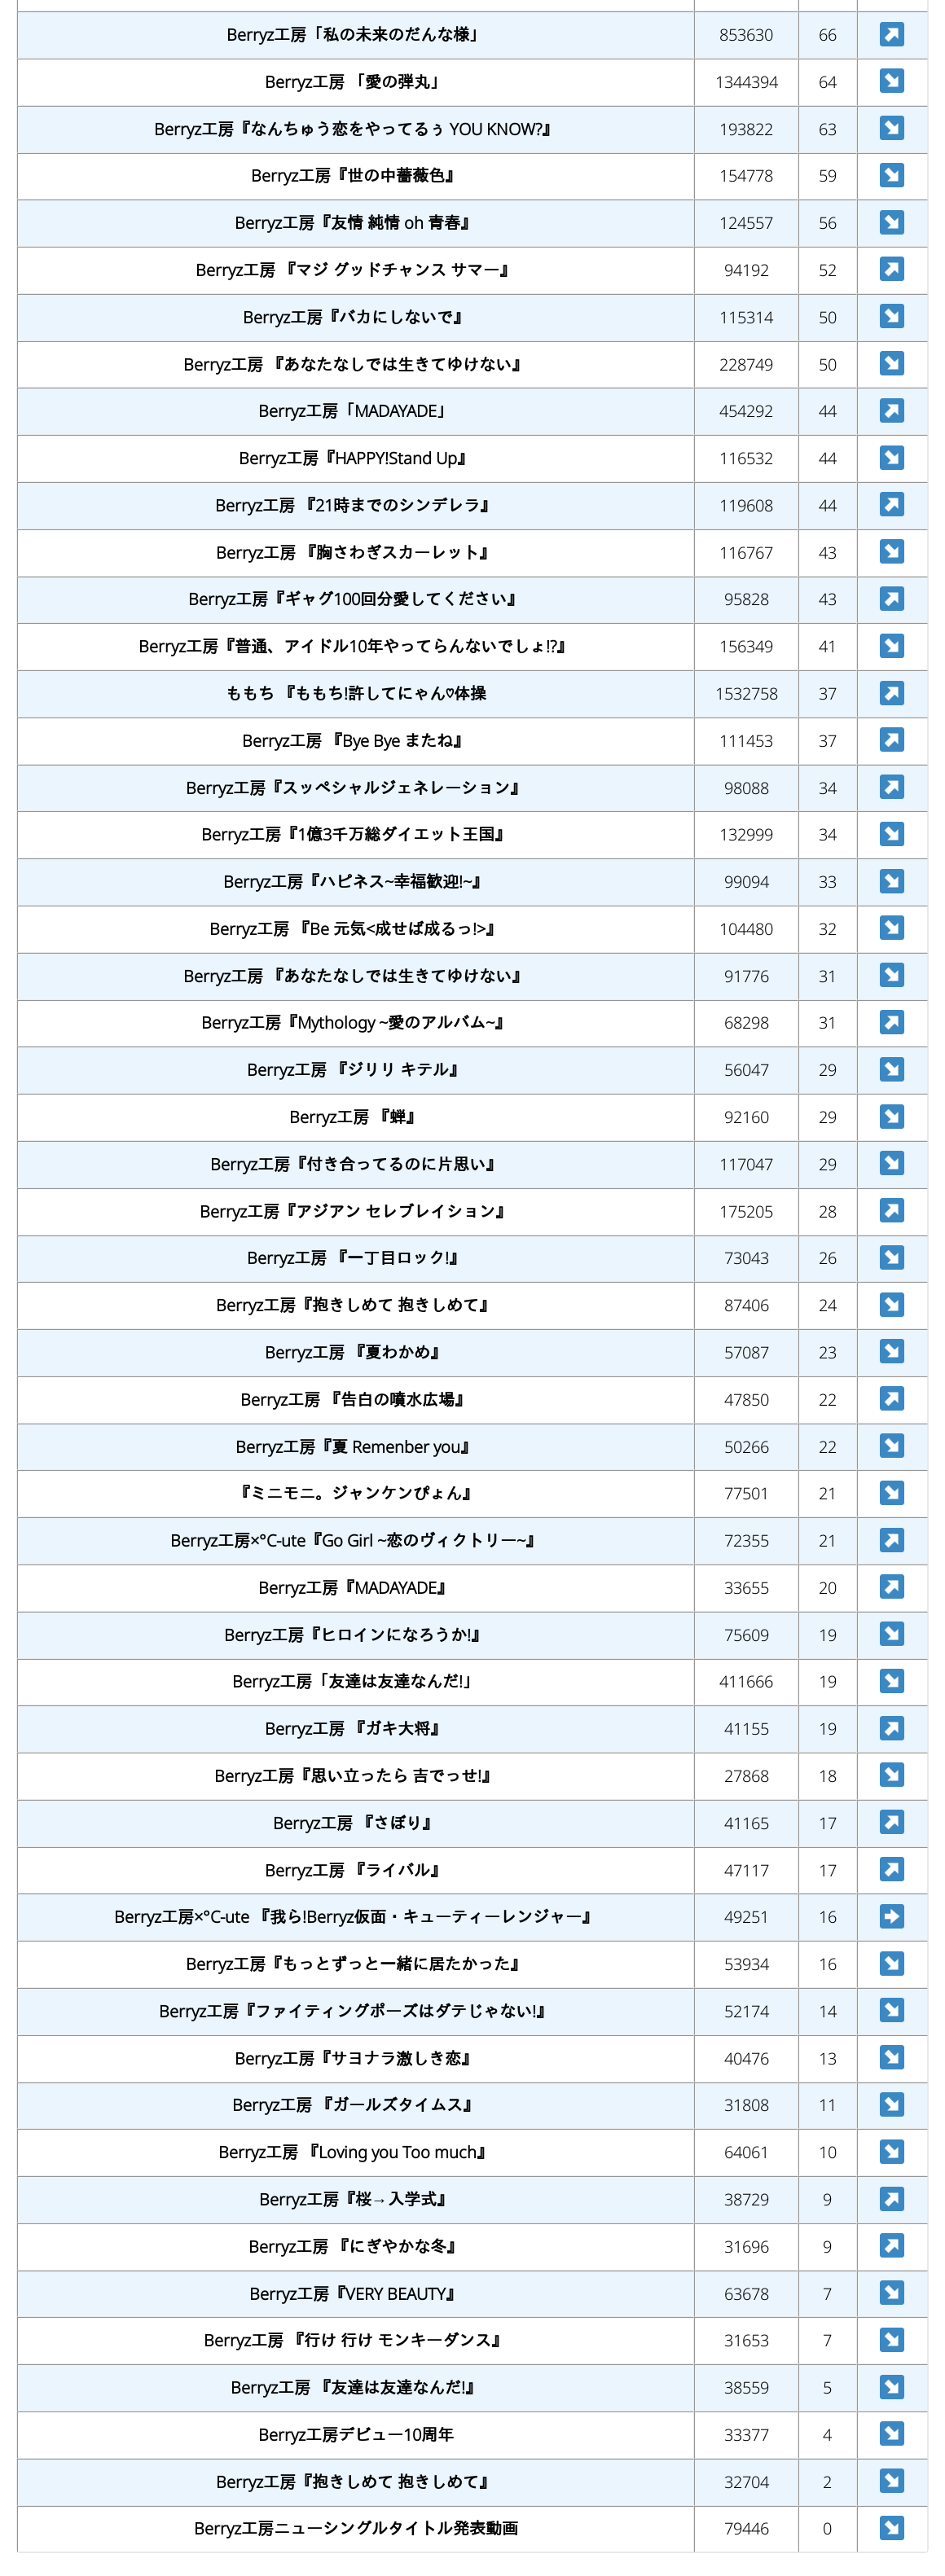 Berryz工房「私の未来のだんな様」 853630 66 ↗
Berryz工房 「愛の弾丸」 1344394 64 ↘
Berryz工房『なんちゅう恋をやってるぅ YOU KNOW?』 193822 63 ↘
Berryz工房『世の中薔薇色』 154778 59 ↘
Berryz工房『友情 純情 oh 青春』 124557 56 ↘
Berryz工房 『マジ グッドチャンス サマー』 94192 52 ↗
Berryz工房『バカにしないで』 115314 50 ↘
Berryz工房 『あなたなしでは生きてゆけない』 228749 50 ↘
Berryz工房「MADAYADE」 454292 44 ↗
Berryz工房『HAPPY!Stand Up』 116532 44 ↘
Berryz工房 『21時までのシンデレラ』 119608 44 ↗
Berryz工房 『胸さわぎスカーレット』 116767 43 ↘
Berryz工房『ギャグ100回分愛してください』 95828 43 ↗
Berryz工房『普通、アイドル10年やってらんないでしょ!?』 156349 41 ↘
ももち 『ももち!許してにゃん♡体操 1532758 37 ↗
Berryz工房 『Bye Bye またね』 111453 37 ↗
Berryz工房『スッペシャルジェネレーション』 98088 34 ↗
Berryz工房『1億3千万総ダイエット王国』 132999 34 ↘
Berryz工房『ハピネス~幸福歓迎!~』 99094 33 ↘
Berryz工房 『Be 元気<成せば成るっ!>』 104480 32 ↘
Berryz工房 『あなたなしでは生きてゆけない』 91776 31 ↘
Berryz工房『Mythology ~愛のアルバム~』 68298 31 ↗
Berryz工房 『ジリリ キテル』 56047 29 ↘
Berryz工房 『蝉』 92160 29 ↘
Berryz工房『付き合ってるのに片思い』 117047 29 ↘
Berryz工房『アジアン セレブレイション』 175205 28 ↗
Berryz工房 『一丁目ロック!』 73043 26 ↘
Berryz工房『抱きしめて 抱きしめて』 87406 24 ↘
Berryz工房 『夏わかめ』 57087 23 ↘
Berryz工房 『告白の噴水広場』 47850 22 ↗
Berryz工房『夏 Remenber you』 50266 22 ↘
『ミニモニ。ジャンケンぴょん』 77501 21 ↘
Berryz工房×°C-ute『Go Girl ~恋のヴィクトリー~』 72355 21 ↗
Berryz工房『MADAYADE』 33655 20 ↗
Berryz工房『ヒロインになろうか!』 75609 19 ↘
Berryz工房「友達は友達なんだ!」 411666 19 ↘
Berryz工房 『ガキ大将』 41155 19 ↗
Berryz工房『思い立ったら 吉でっせ!』 27868 18 ↘
Berryz工房 『さぼり』 41165 17 ↗
Berryz工房 『ライバル』 47117 17 ↗
Berryz工房×°C-ute 『我ら!Berryz仮面・キューティーレンジャー』 49251 16 →
Berryz工房『もっとずっと一緒に居たかった』 53934 16 ↘
Berryz工房『ファイティングポーズはダテじゃない!』 52174 14 ↘
Berryz工房『サヨナラ激しき恋』 40476 13 ↘
Berryz工房 『ガールズタイムス』 31808 11 ↘
Berryz工房 『Loving you Too much』 64061 10 ↘
Berryz工房『桜→入学式』 38729 9 ↗
Berryz工房 『にぎやかな冬』 31696 9 ↗
Berryz工房『VERY BEAUTY』 63678 7 ↘
Berryz工房 『行け 行け モンキーダンス』 31653 7 ↘
Berryz工房 『友達は友達なんだ!』 38559 5 ↘
Berryz工房デビュー10周年 33377 4 ↘
Berryz工房『抱きしめて 抱きしめて』 32704 2 ↘
Berryz工房ニューシングルタイトル発表動画 79446 0 ↘